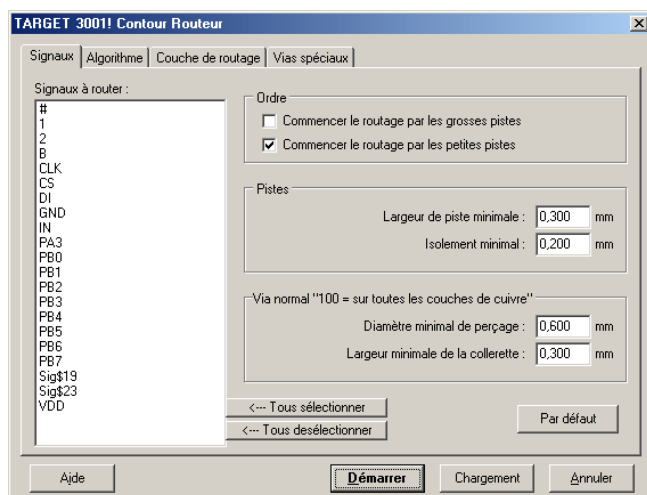 TARGET 3001! Contour Routeur
Signaux
Algorithme
Couche de routage
Vias spéciaux
Signaux à router :
#
1
2
B
CLK
CS
DI
GND
IN
PA3
PB0
PB1
PB2
PB3
PB4
PB5
PB6
PB7
Sig$19
Sig$23
VDD
Ordre
Commencer le routage par les grosses pistes
Commencer le routage par les petites pistes
Pistes
Largeur de piste minimale : 0,300 mm
Isolement minimal : 0,200 mm
Via normal "100 = sur toutes les couches de cuivre"
Diamètre minimal de perçage : 0,600 mm
Largeur minimale de la collerette : 0,300 mm
<--- Tous sélectionner
<--- Tous desélectionner
Par défaut
Aide
Démarrer
Chargement
Annuler